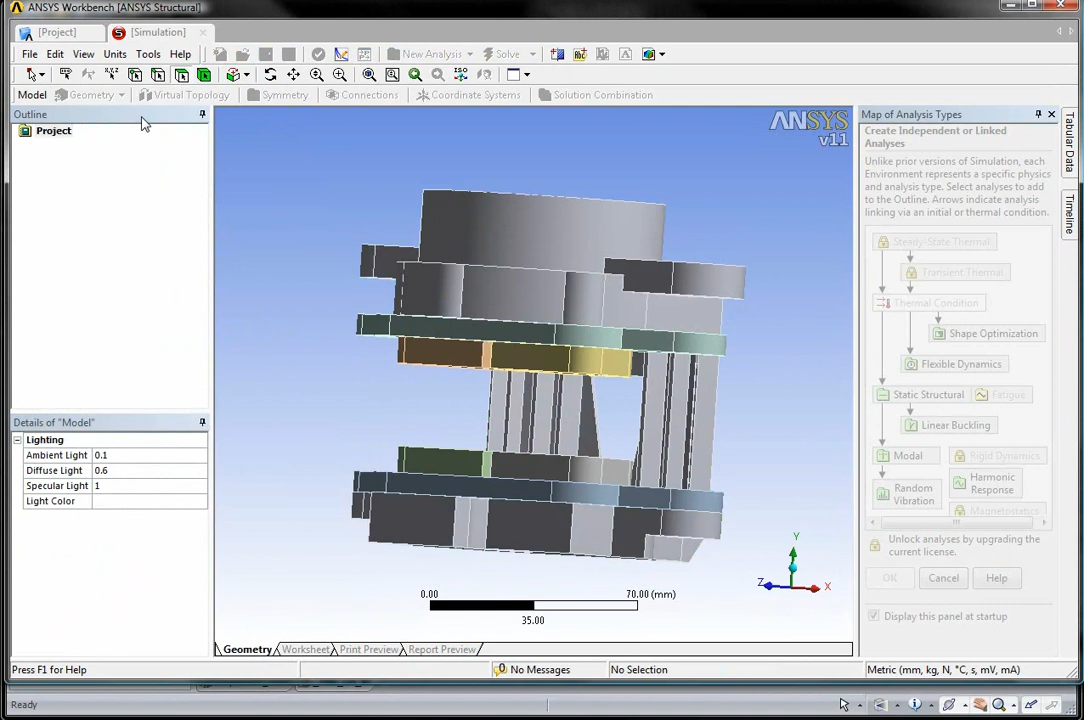 ANSYS Workbench [ANSYS Structural]
[Project]
[Simulation]
File Edit View Units Tools Help
New Analysis
Solve
Model Geometry Virtual Topology Symmetry Connections Coordinate Systems Solution Combination
Outline
Project
Details of "Model"
Lighting
Ambient Light 0.1
Diffuse Light 0.6
Specular Light 1
Light Color
ANSYS
v11
Y
Z
X
0.00
70.00 (mm)
35.00
Geometry Worksheet Print Preview Report Preview
Map of Analysis Types
Create Independent or Linked
Analyses
Unlike prior versions of Simulation, each
Environment represents a specific physics
and analysis type. Select analyses to add
to the Outline. Arrows indicate analysis
linking via an initial or thermal condition.
Steady-State Thermal
Transient Thermal
Thermal Condition
Shape Optimization
Flexible Dynamics
Static Structural
Fatigue
Linear Buckling
Modal
Rigid Dynamics
Random
Vibration
Harmonic
Response
Magnetostatics
Unlock analyses by upgrading the
current license.
OK Cancel Help
Display this panel at startup
Tabular Data
Timeline
Press F1 for Help
0 No Messages
No Selection
Metric (mm, kg, N, °C, s, mV, mA)
Ready